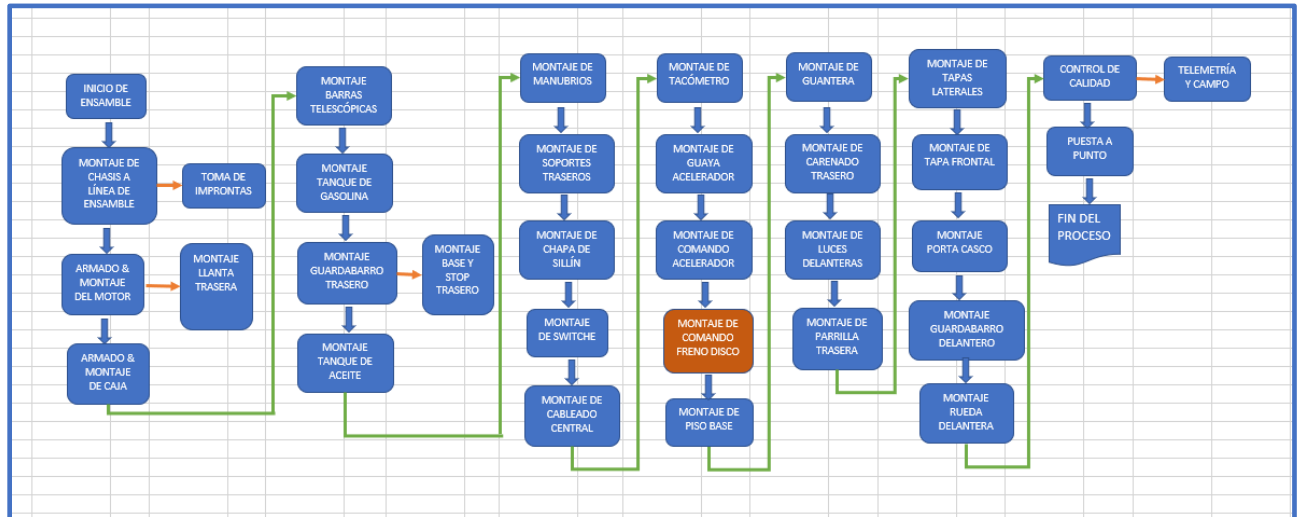 INICIO DE
ENSAMBLE
MONTAJE DE
CHASIS A
LÍNEA DE
ENSAMBLE
TOMA DE
IMPRONTAS
ARMADO &
MONTAJE
DEL MOTOR
MONTAJE
LLANTA
TRASERA
ARMADO &
MONTAJE
DE CAJA
MONTAJE
BARRAS
TELESCÓPICAS
MONTAJE
TANQUE DE
GASOLINA
MONTAJE
GUARDABARRO
TRASERO
MONTAJE
BASE Y
STOP
TRASERO
MONTAJE
TANQUE DE
ACEITE
MONTAJE DE
MANUBRIOS
MONTAJE
DE SOPORTES
TRASEROS
MONTAJE
DE CHAPA DE
SILLÍN
MONTAJE
DE SWITCHE
MONTAJE DE
CABLEADO
CENTRAL
MONTAJE DE
TACÓMETRO
MONTAJE DE
GUAYA
ACELERADOR
MONTAJE DE
COMANDO
ACELERADOR
MONTAJE DE
COMANDO
FRENO DISCO
MONTAJE DE
PISO BASE
MONTAJE DE
GUANTERA
MONTAJE DE
CARENADO
TRASERO
MONTAJE DE
LUCES
DELANTERAS
MONTAJE DE
PARRILLA
TRASERA
MONTAJE DE
TAPAS
LATERALES
MONTAJE DE
TAPA FRONTAL
MONTAJE
PORTA CASCO
MONTAJE
GUARDABARRO
DELANTERO
MONTAJE
RUEDA
DELANTERA
CONTROL DE
CALIDAD
TELEMETRÍA
Y CAMPO
PUESTA A
PUNTO
FIN DEL
PROCESO